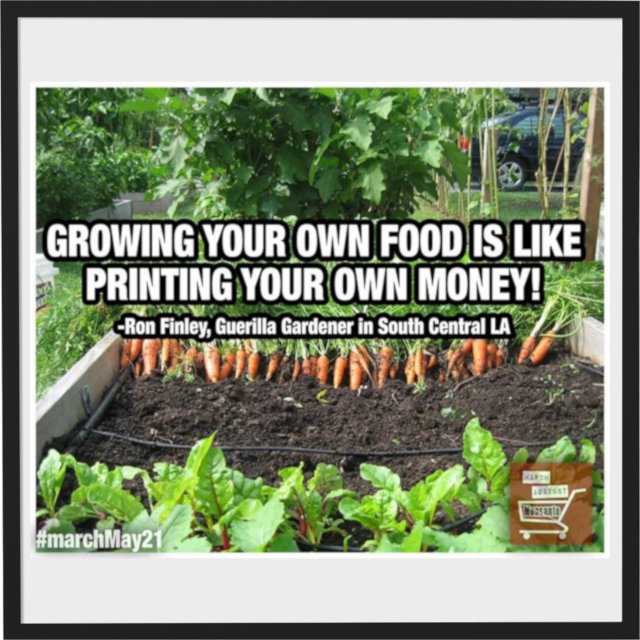 GROWING YOUR OWN FOOD IS LIKE
PRINTING YOUR OWN MONEY!
-Ron Finley, Guerilla Gardener in South Central LA
#marchMay21
MARCH
AGAINST
Monsanto